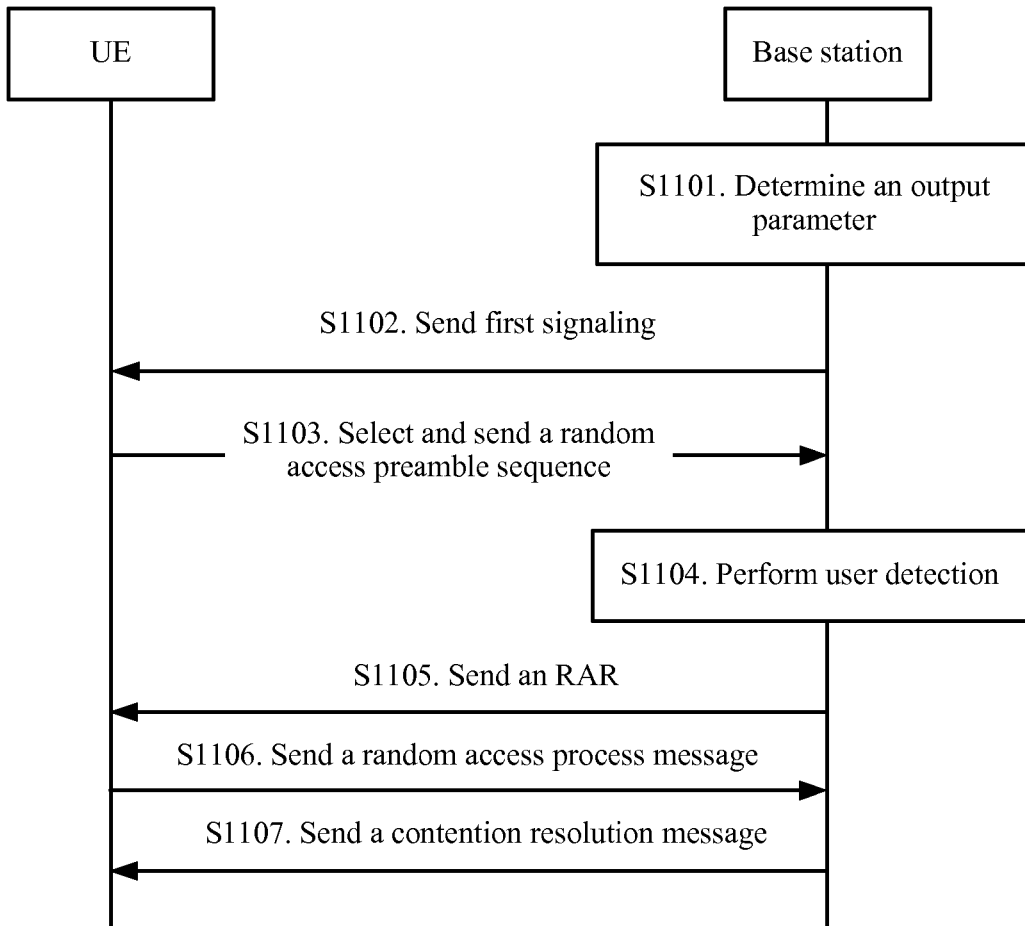 UE
Base station
S1101. Determine an output
parameter
S1102. Send first signaling
S1103. Select and send a random
access preamble sequence
S1104. Perform user detection
S1105. Send an RAR
S1106. Send a random access process message
S1107. Send a contention resolution message